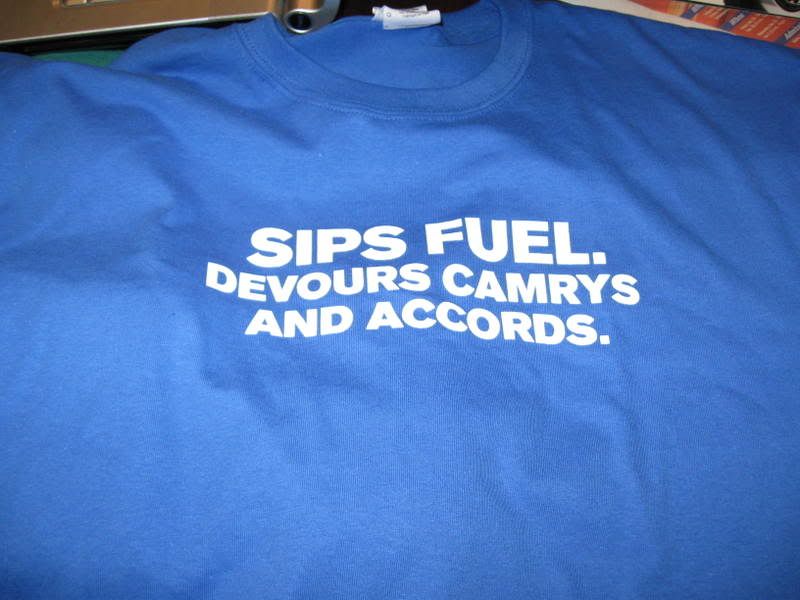 SIPS FUEL.
DEVOURS CAMRYS
AND ACCORDS.